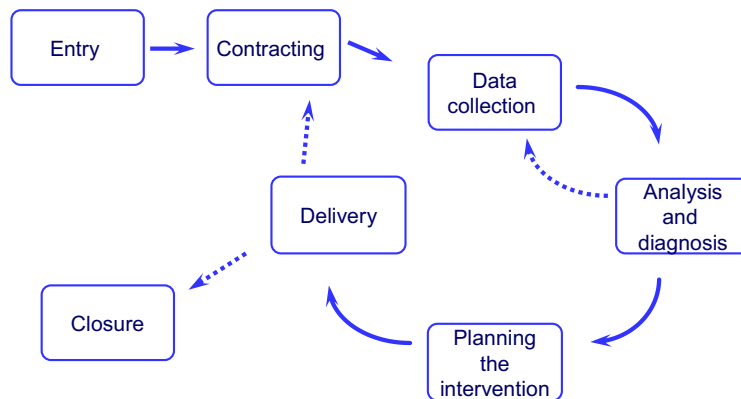 Entry
Contracting
Data
collection
Analysis
and
diagnosis
Planning
the
intervention
Delivery
Closure